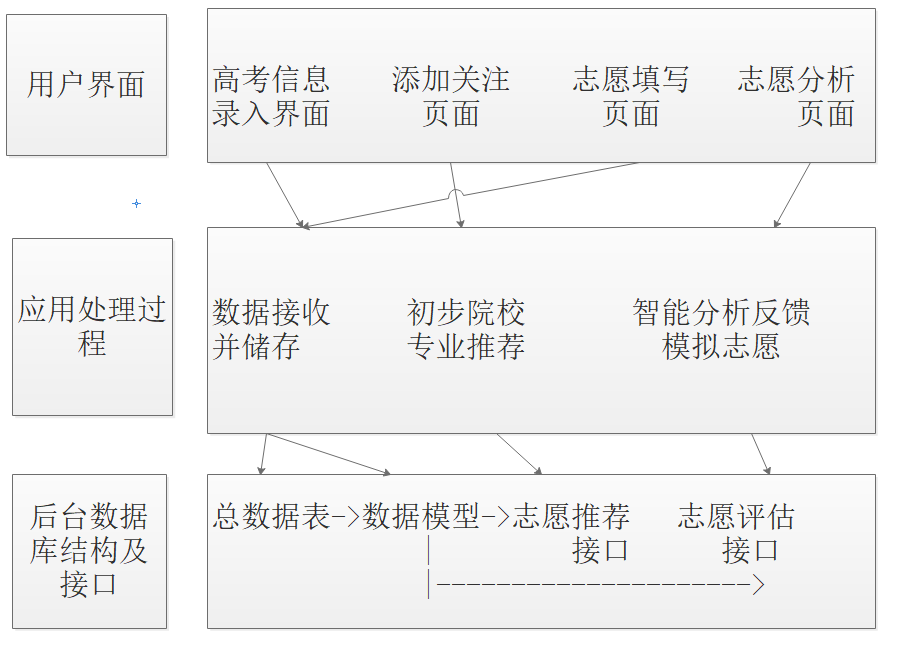 用户界面
高考信息 添加关注 志愿填写 志愿分析
录入界面 页面 页面 页面
应用处理过
程
数据接收 初步院校 智能分析反馈
并储存 专业推荐 模拟志愿
后台数据
库结构及
接口
总数据表->数据模型->志愿推荐 志愿评估
| 接口 接口
|--------------------->